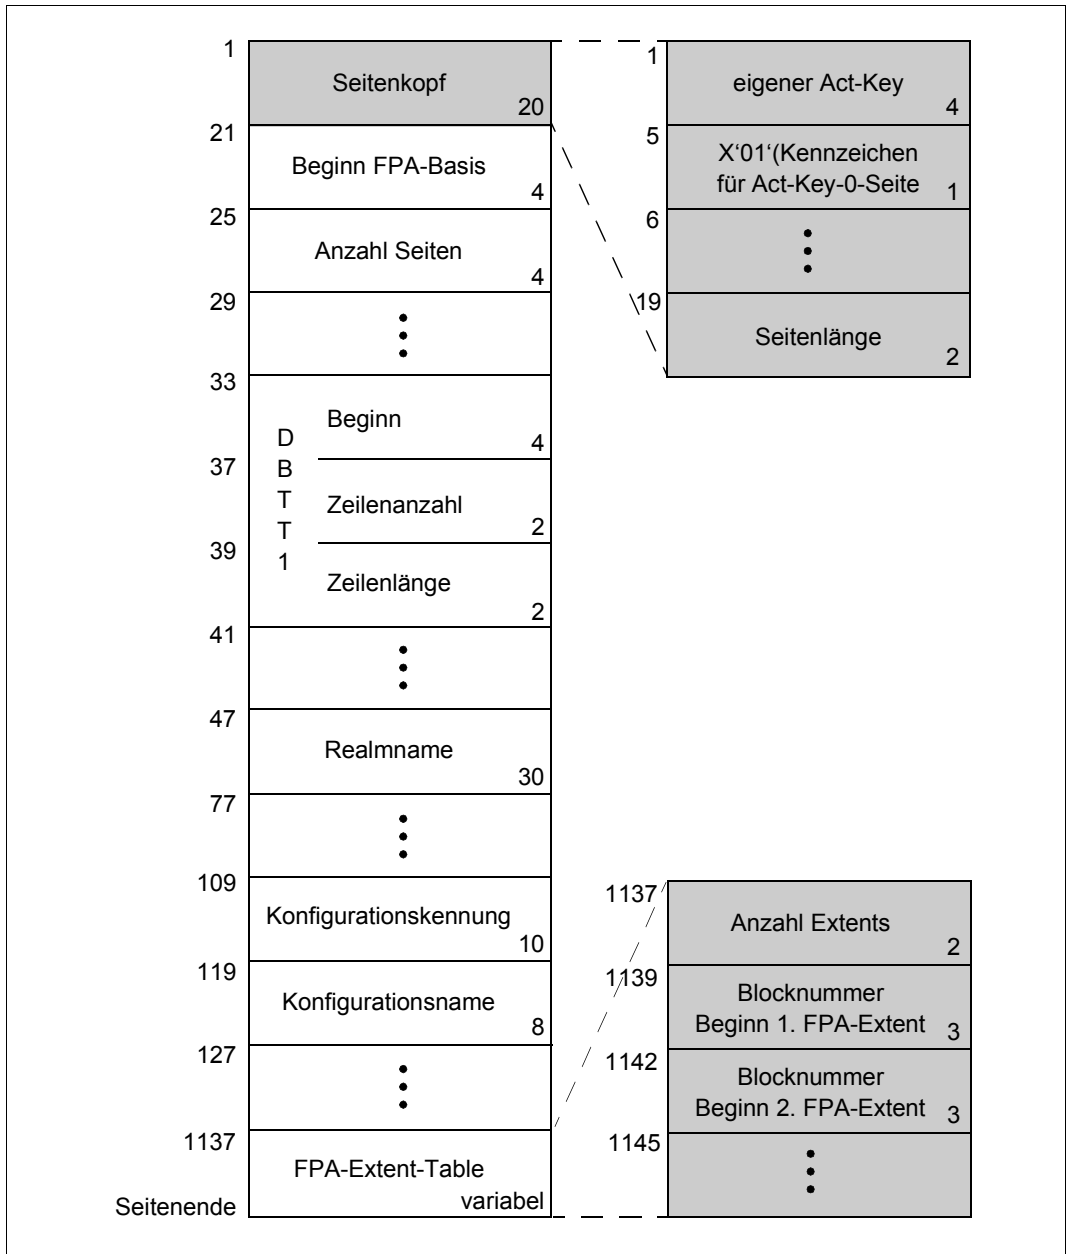 1
Seitenkopf
20
21
Beginn FPA-Basis
4
25
Anzahl Seiten
4
29
33
D
B
T
T
1
Beginn
4
37
Zeilenanzahl
2
39
Zeilenlänge
2
41
47
Realmname
30
77
109
Konfigurationskennung
10
119
Konfigurationsname
8
127
1137
FPA-Extent-Table
variabel
Seitenende
1
eigener Act-Key
4
5
X‘01‘(Kennzeichen
für Act-Key-0-Seite
1
6
19
Seitenlänge
2
1137
Anzahl Extents
2
1139
Blocknummer
Beginn 1. FPA-Extent
3
1142
Blocknummer
Beginn 2. FPA-Extent
3
1145